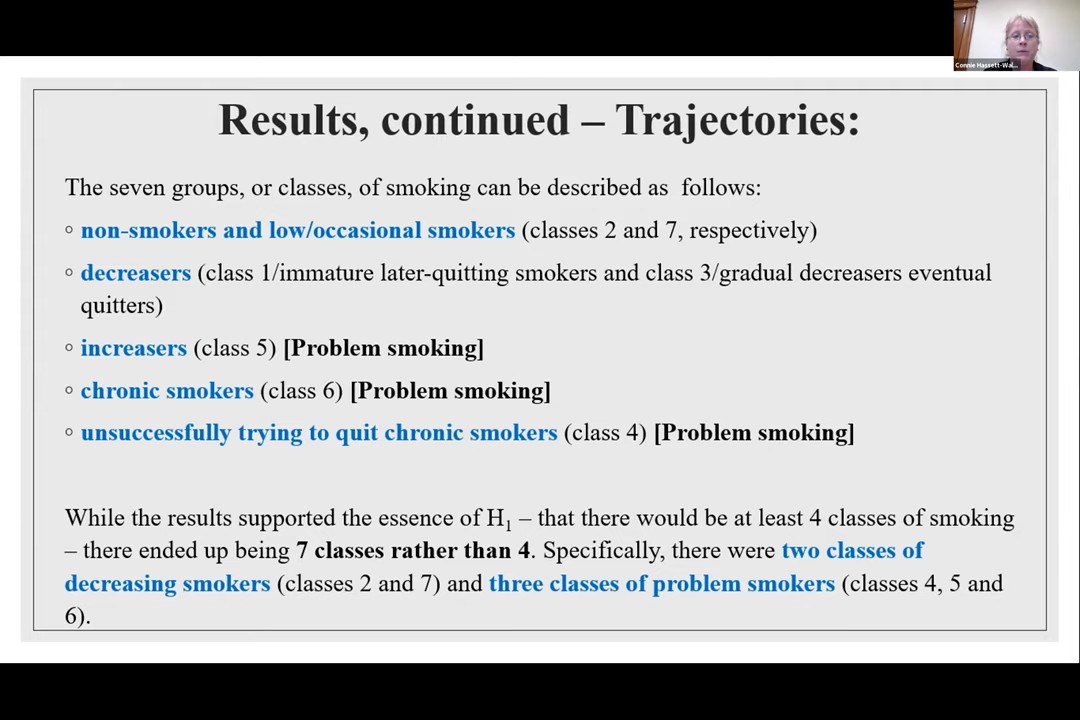 Connie Hassett-Wal...
Results, continued – Trajectories:
The seven groups, or classes, of smoking can be described as follows:
◦ non-smokers and low/occasional smokers (classes 2 and 7, respectively)
◦ decreasers (class 1/immature later-quitting smokers and class 3/gradual decreasers eventual
quitters)
◦ increasers (class 5) [Problem smoking]
◦ chronic smokers (class 6) [Problem smoking]
◦ unsuccessfully trying to quit chronic smokers (class 4) [Problem smoking]
While the results supported the essence of H₁ – that there would be at least 4 classes of smoking
– there ended up being 7 classes rather than 4. Specifically, there were two classes of
decreasing smokers (classes 2 and 7) and three classes of problem smokers (classes 4, 5 and
6).